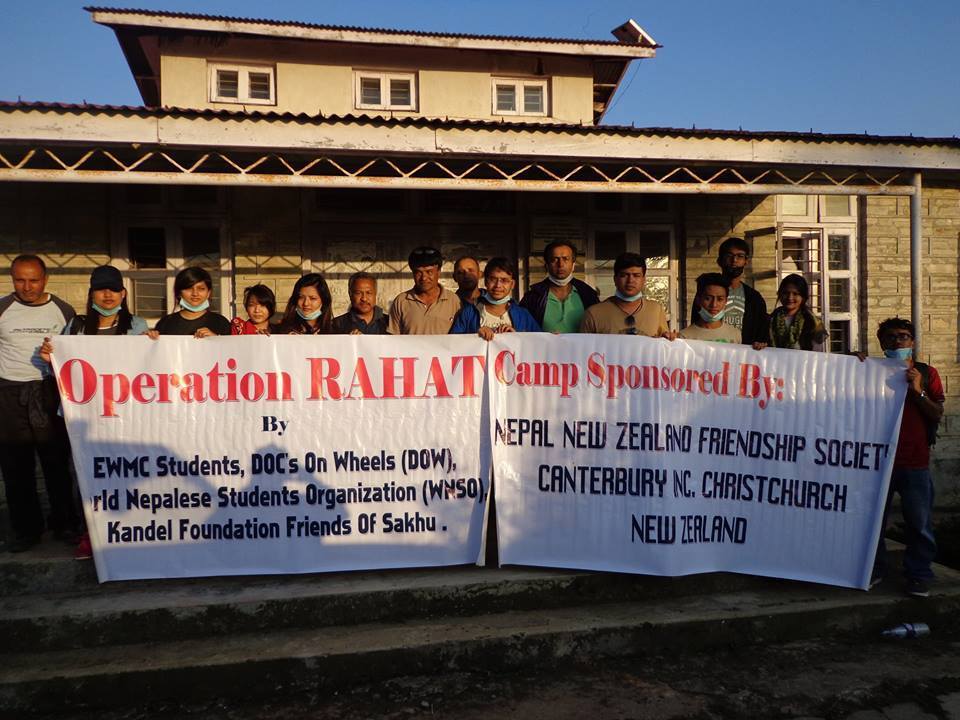 Operation RAHAT
By
EWMC Students, DOC's On Wheels (DOW),
rld Nepalese Students Organization (WNSO),
Kandel Foundation Friends Of Sakhu .
Camp Sponsored By:
NEPAL NEW ZEALAND FRIENDSHIP SOCIET
CANTERBURY INC. CHRISTCHURCH
NEW ZEALAND